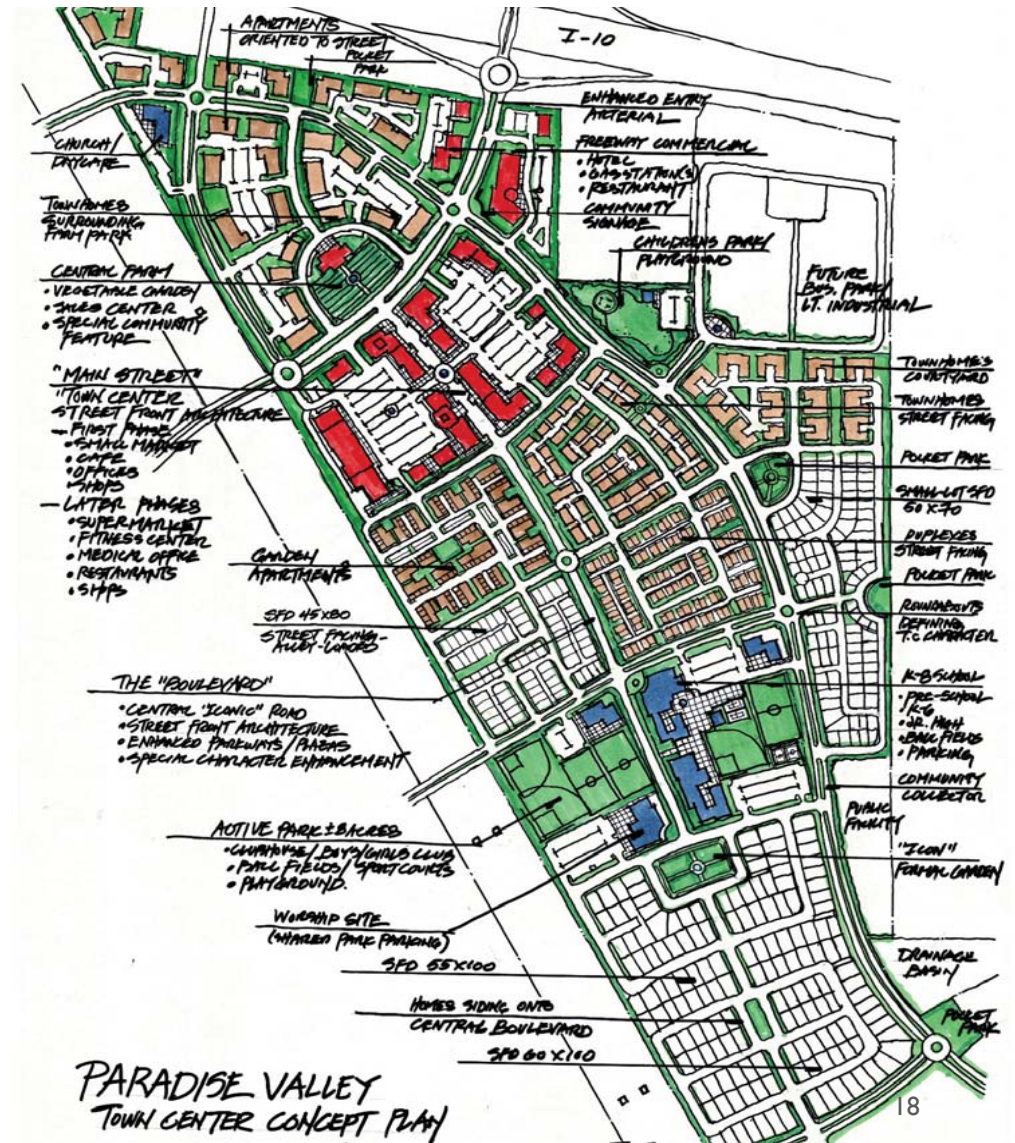 I-10
APARTMENTS
ORIENTED TO STREET
POCKET
PARK
CHURCH/
DAYCARE
TOWNHOMES
SURROUNDING
FARM PARK
CENTRAL FARM
• VEGETABLE GARDEN
• SALES CENTER
• SPECIAL COMMUNITY
FEATURE
"MAIN STREET"
"TOWN CENTER
STREET FRONT ARCHITECTURE
- FIRST PHASE
• SMALL MARKET
• CAFE
• OFFICES
• SHOPS
- LATTER PHASES
• SUPERMARKET
• FITNESS CENTER
• MEDICAL OFFICE
• RESTAURANTS
• SHOPS
GARDEN
APARTMENTS
SFD 45X80
STREET FACING -
ALLEY-LOADED
THE "BOULEVARD"
• CENTRAL "ICONIC" ROAD
• STREET FRONT ARCHITECTURE
• ENHANCED PARKWAYS / PLAZAS
• SPECIAL CHARACTER ENHANCEMENT
ACTIVE PARK ± 8 ACRES
• CLUBHOUSE / BOYS/GIRLS CLUB
• BALL FIELDS / SPORT COURTS
• PLAYGROUND.
WORSHIP SITE
(SHARED PARK PARKING)
SFD 55X100
HOMES SIDING ONTO
CENTRAL BOULEVARD
SFD 60X100
PARADISE VALLEY
TOWN CENTER CONCEPT PLAN
ENHANCED ENTRY
ARTERIAL
FREEWAY COMMERCIAL
• HOTEL
• GAS STATIONS
• RESTAURANT
COMMUNITY
SIGNAGE
CHILDRENS PARK/
PLAYGROUND
FUTURE
BUS. PARK/
LT. INDUSTRIAL
TOWNHOMES
COURTYARD
TOWNHOMES
STREET FACING
POCKET PARK
SMALL-LOT SFD
50X70
DUPLEXES
STREET FACING
POCKET PARK
ROUNDABOUTS
DEFINING
T.C. CHARACTER
K-8 SCHOOL
• PRE-SCHOOL
• K-6
• JR. HIGH
• BALL FIELDS
• PARKING
COMMUNITY
COLLECTOR
PUBLIC
FACILITY
"ICON"
FORMAL GARDEN
DRAINAGE
BASIN
POCKET
PARK
18